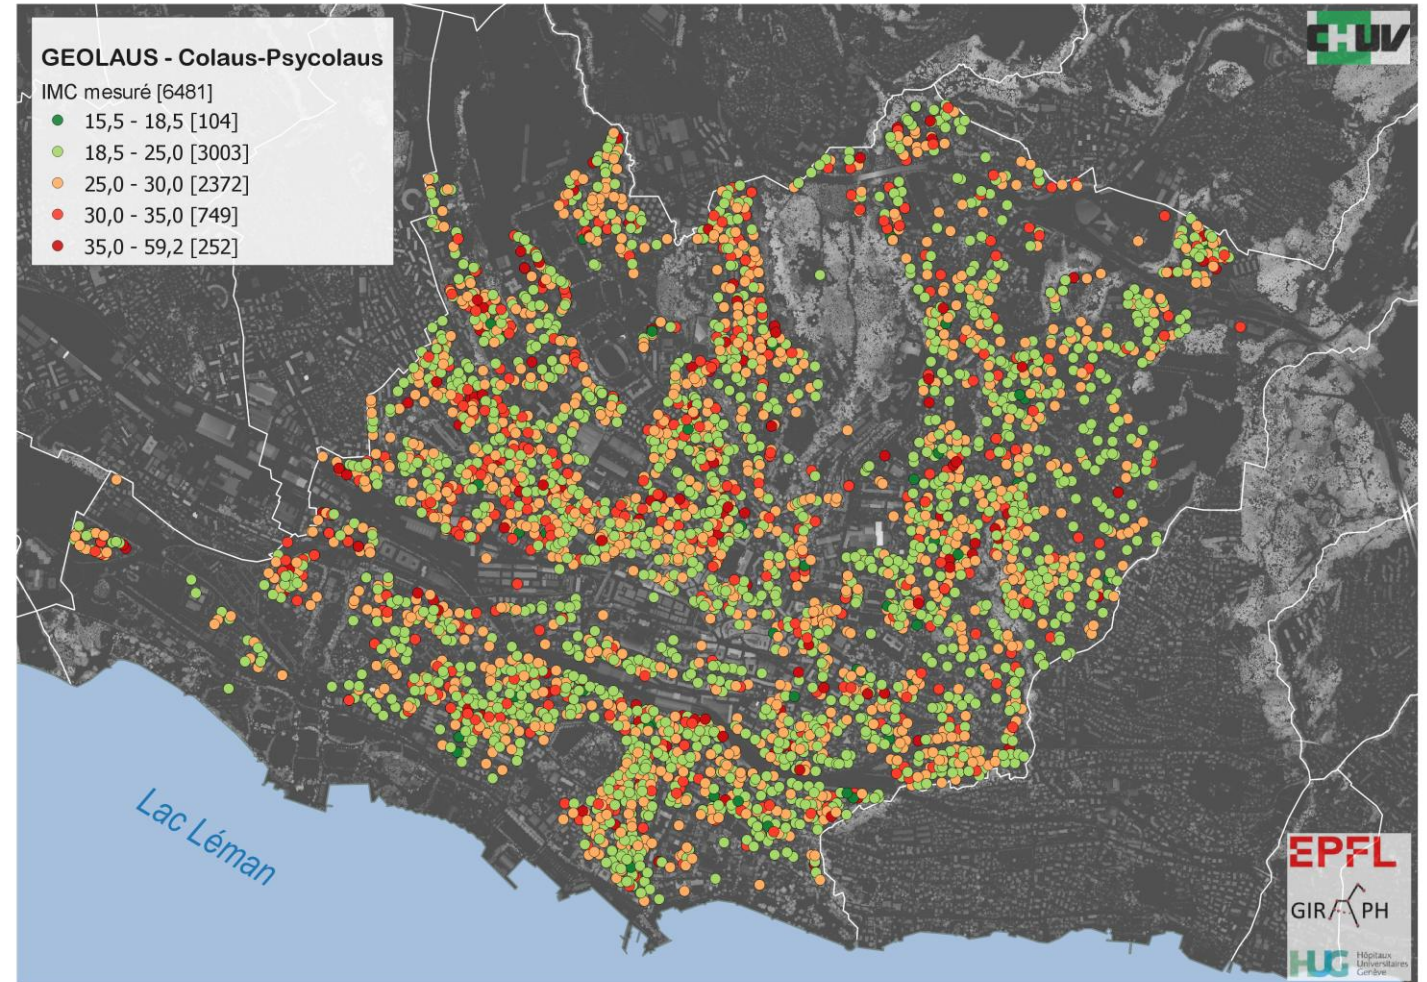 GEOLAUS - Colaus-Psycolaus
IMC mesuré [6481]
15,5 - 18,5 [104]
18,5 - 25,0 [3003]
25,0 - 30,0 [2372]
30,0 - 35,0 [749]
35,0 - 59,2 [252]
CHUV
Lac Léman
EPFL
GIRAPH
HUG Hôpitaux
Universitaires
Genève